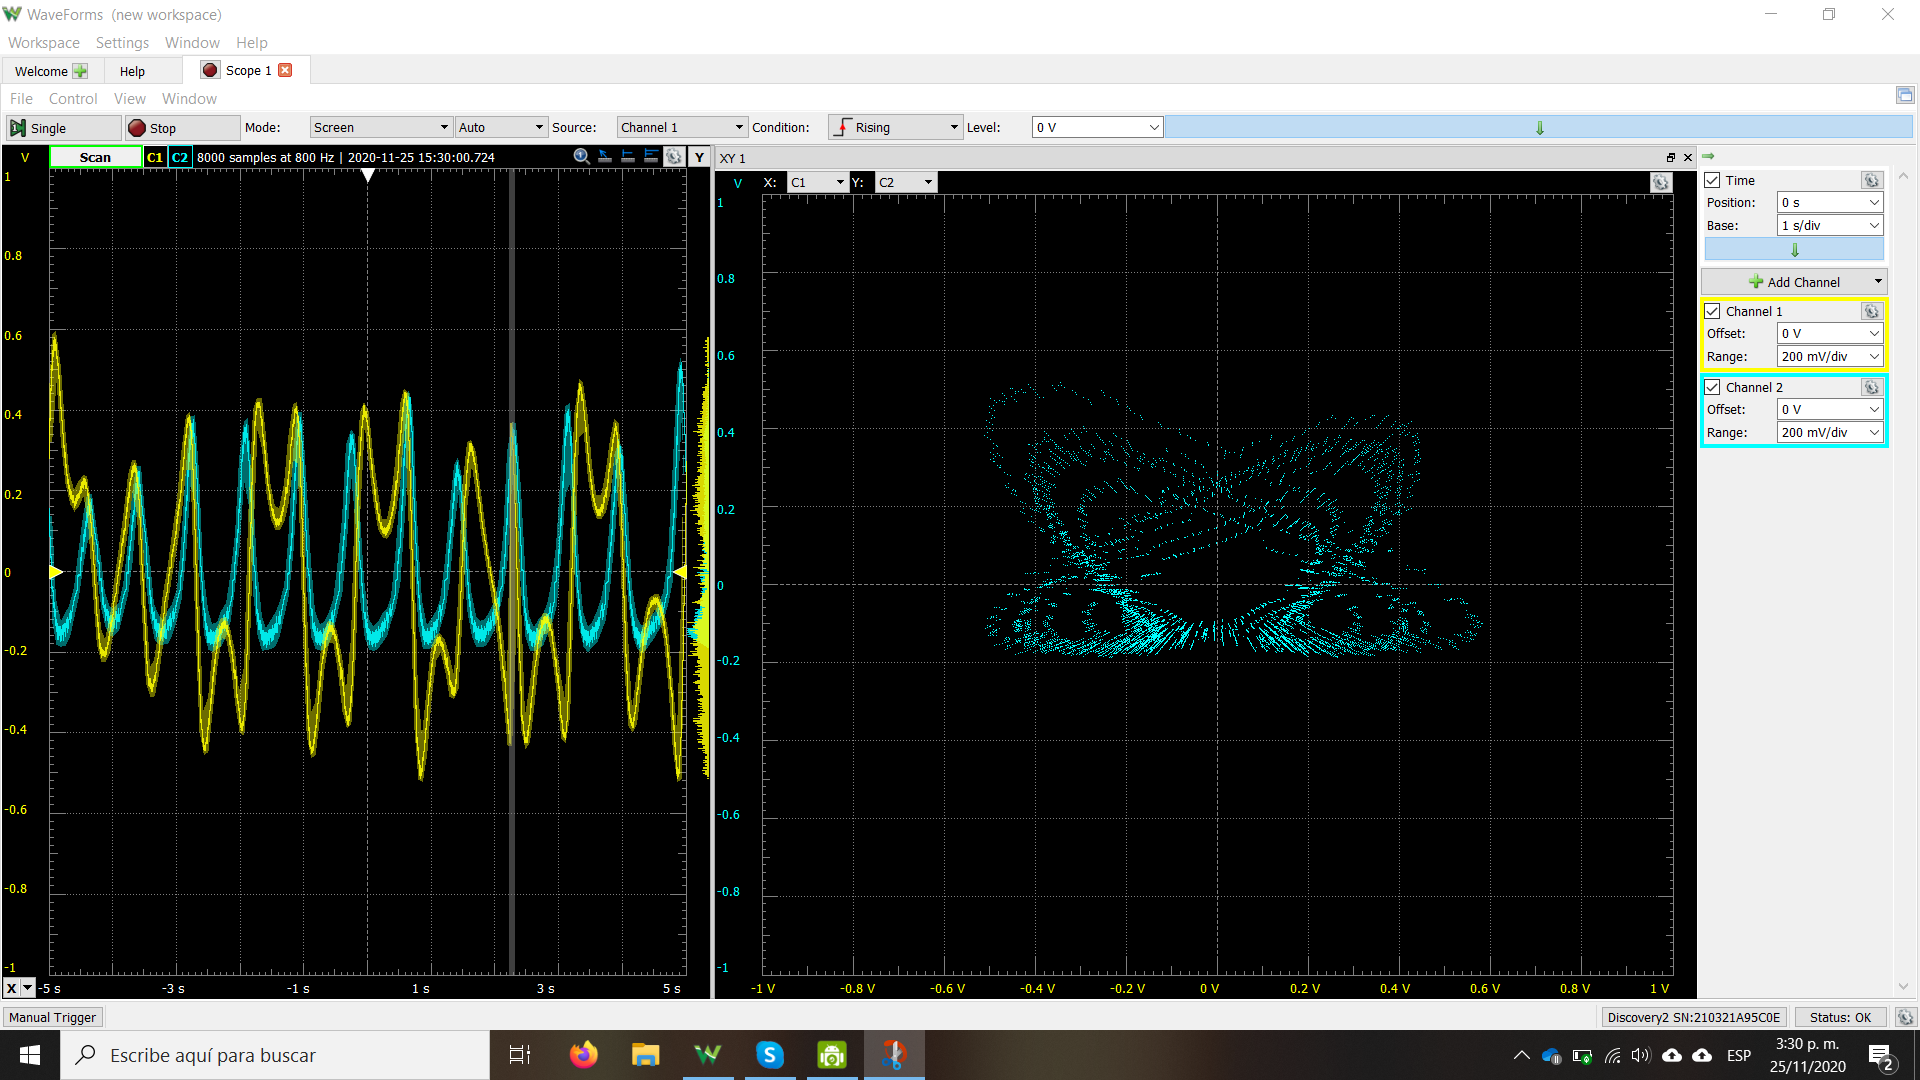 WaveForms (new workspace)
Workspace Settings Window Help
Welcome Help Scope 1
File Control View Window
Single Stop Mode: Screen Auto Source: Channel 1 Condition: Rising Level: 0 V
V Scan C1 C2 8000 samples at 800 Hz | 2020-11-25 15:30:00.724 Y
1
0.8
0.6
0.4
0.2
0
-0.2
-0.4
-0.6
-0.8
-1
X -5 s -3 s -1 s 1 s 3 s 5 s
XY 1
V X: C1 Y: C2
1
0.8
0.6
0.4
0.2
0
-0.2
-0.4
-0.6
-0.8
-1
-1 V -0.8 V -0.6 V -0.4 V -0.2 V 0 V 0.2 V 0.4 V 0.6 V 0.8 V 1 V
Time
Position: 0 s
Base: 1 s/div
Add Channel
Channel 1
Offset: 0 V
Range: 200 mV/div
Channel 2
Offset: 0 V
Range: 200 mV/div
Manual Trigger Discovery2 SN:210321A95C0E Status: OK
Escribe aquí para buscar
ESP
3:30 p. m.
25/11/2020
2